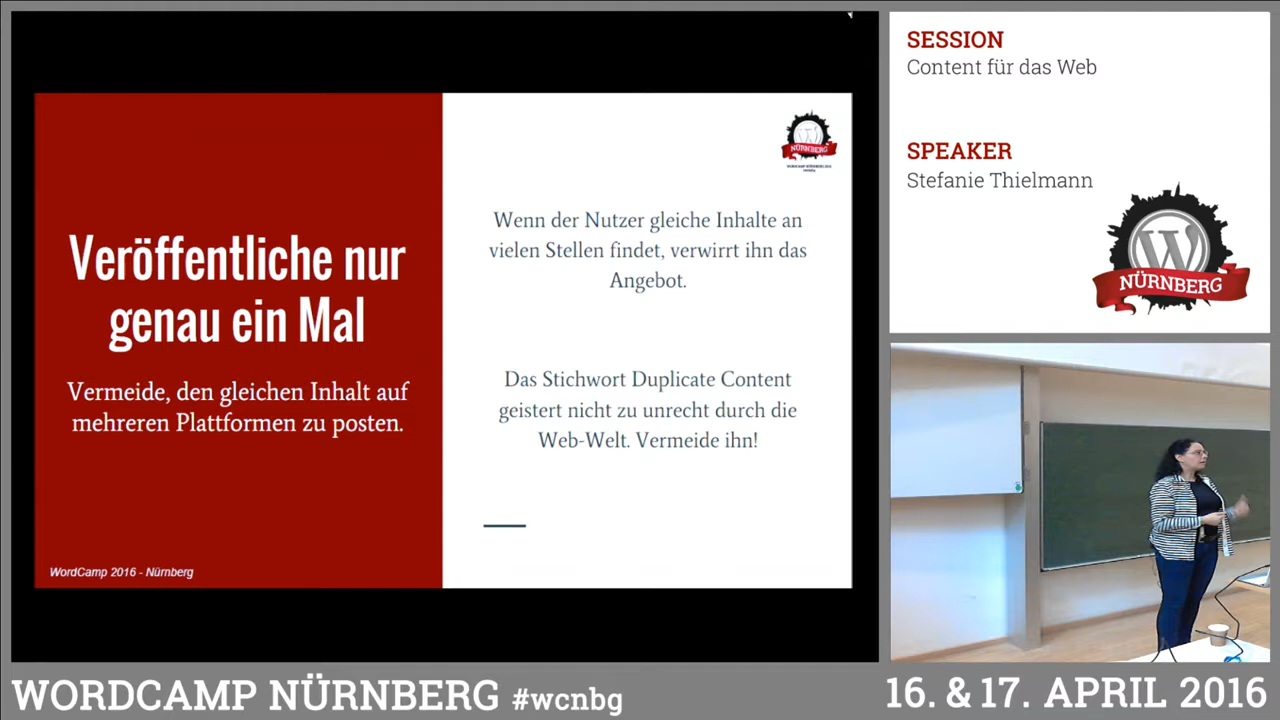 Veröffentliche nur
genau ein Mal
Vermeide, den gleichen Inhalt auf
mehreren Plattformen zu posten.
WordCamp 2016 - Nürnberg
NÜRNBERG
WORDCAMP NÜRNBERG 2016
Wenn der Nutzer gleiche Inhalte an
vielen Stellen findet, verwirrt ihn das
Angebot.
Das Stichwort Duplicate Content
geistert nicht zu unrecht durch die
Web-Welt. Vermeide ihn!
SESSION
Content für das Web
SPEAKER
Stefanie Thielmann
W
NÜRNBERG
WORDCAMP NÜRNBERG #wcnbg
16. & 17. APRIL 2016